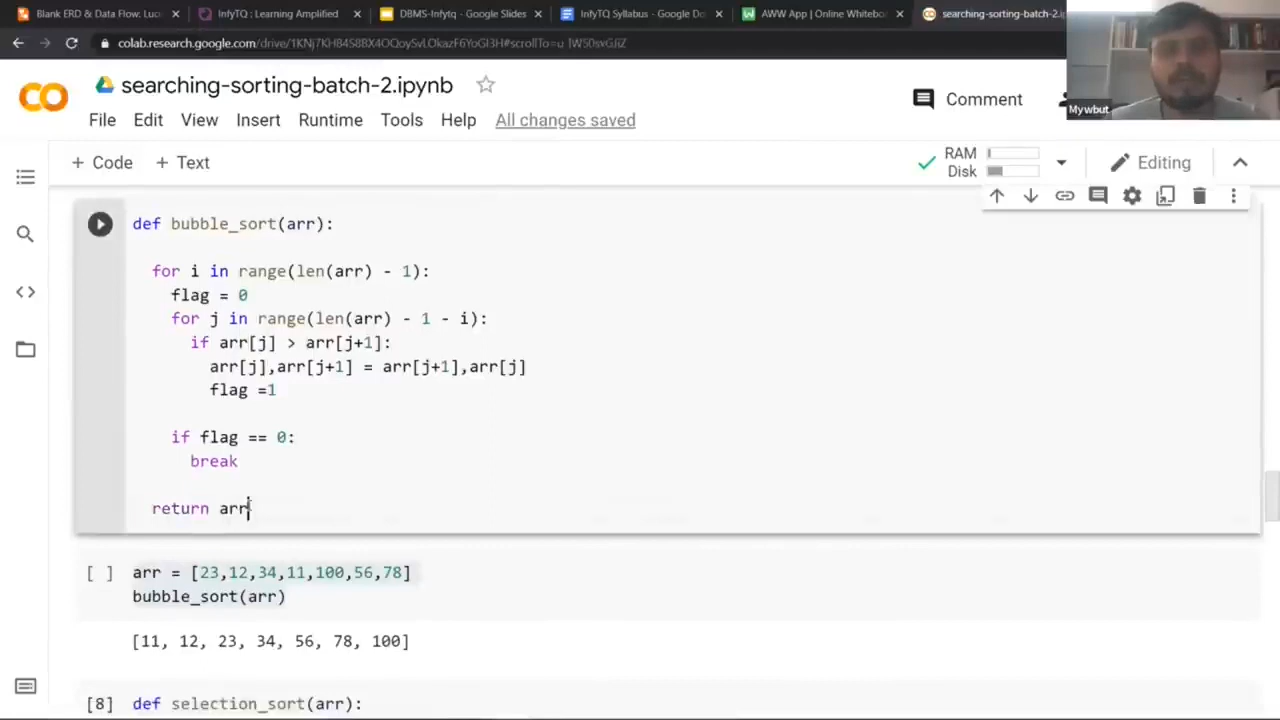 Blank ERD & Data Flow: Luc
InfyTQ : Learning Amplified
DBMS-Infytq - Google Slides
InfyTQ Syllabus - Google Do
AWW App | Online Whitebo
searching-sorting-batch-2.i
colab.research.google.com
Mywbut
CO
searching-sorting-batch-2.ipynb
File Edit View Insert Runtime Tools Help All changes saved
Comment
+ Code + Text
RAM
Disk
Editing
def bubble_sort(arr):
for i in range(len(arr) - 1):
flag = 0
for j in range(len(arr) - 1 - i):
if arr[j] > arr[j+1]:
arr[j],arr[j+1] = arr[j+1],arr[j]
flag =1
if flag == 0:
break
return arr
[ ] arr = [23,12,34,11,100,56,78]
bubble_sort(arr)
[11, 12, 23, 34, 56, 78, 100]
[8] def selection_sort(arr):